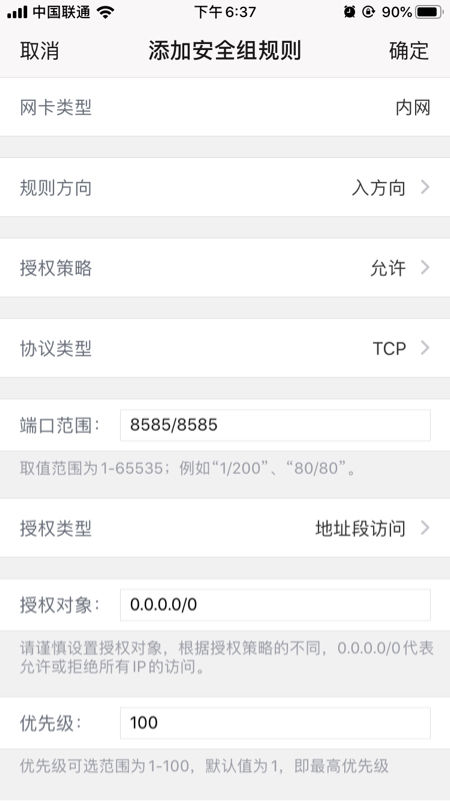 中国联通 下午6:37 90%
取消 添加安全组规则 确定
网卡类型 内网
规则方向 入方向
授权策略 允许
协议类型 TCP
端口范围： 8585/8585
取值范围为1-65535；例如“1/200”、“80/80”。
授权类型 地址段访问
授权对象： 0.0.0.0/0
请谨慎设置授权对象，根据授权策略的不同，0.0.0.0/0代表
允许或拒绝所有IP的访问。
优先级： 100
优先级可选范围为1-100，默认值为1，即最高优先级